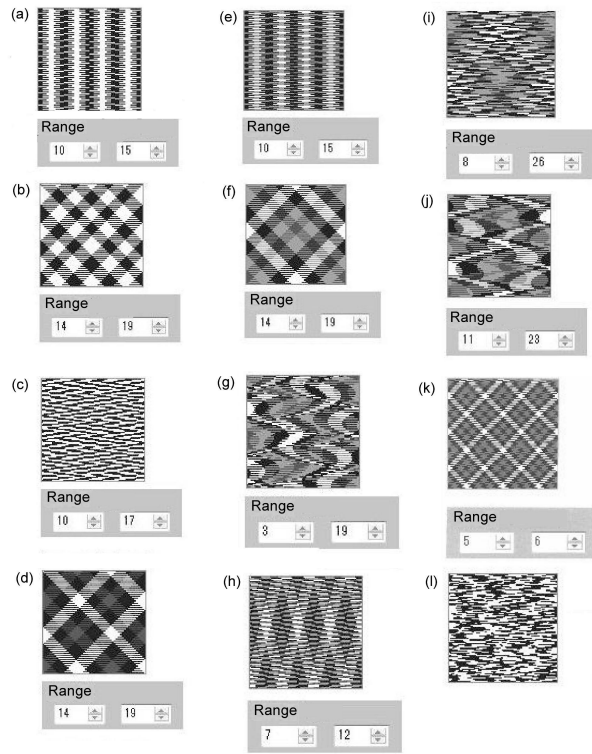 (a)
Range
10 15
(b)
Range
14 19
(c)
Range
10 17
(d)
Range
14 19
(e)
Range
10 15
(f)
Range
14 19
(g)
Range
3 19
(h)
Range
7 12
(i)
Range
8 26
(j)
Range
11 23
(k)
Range
5 6
(l)